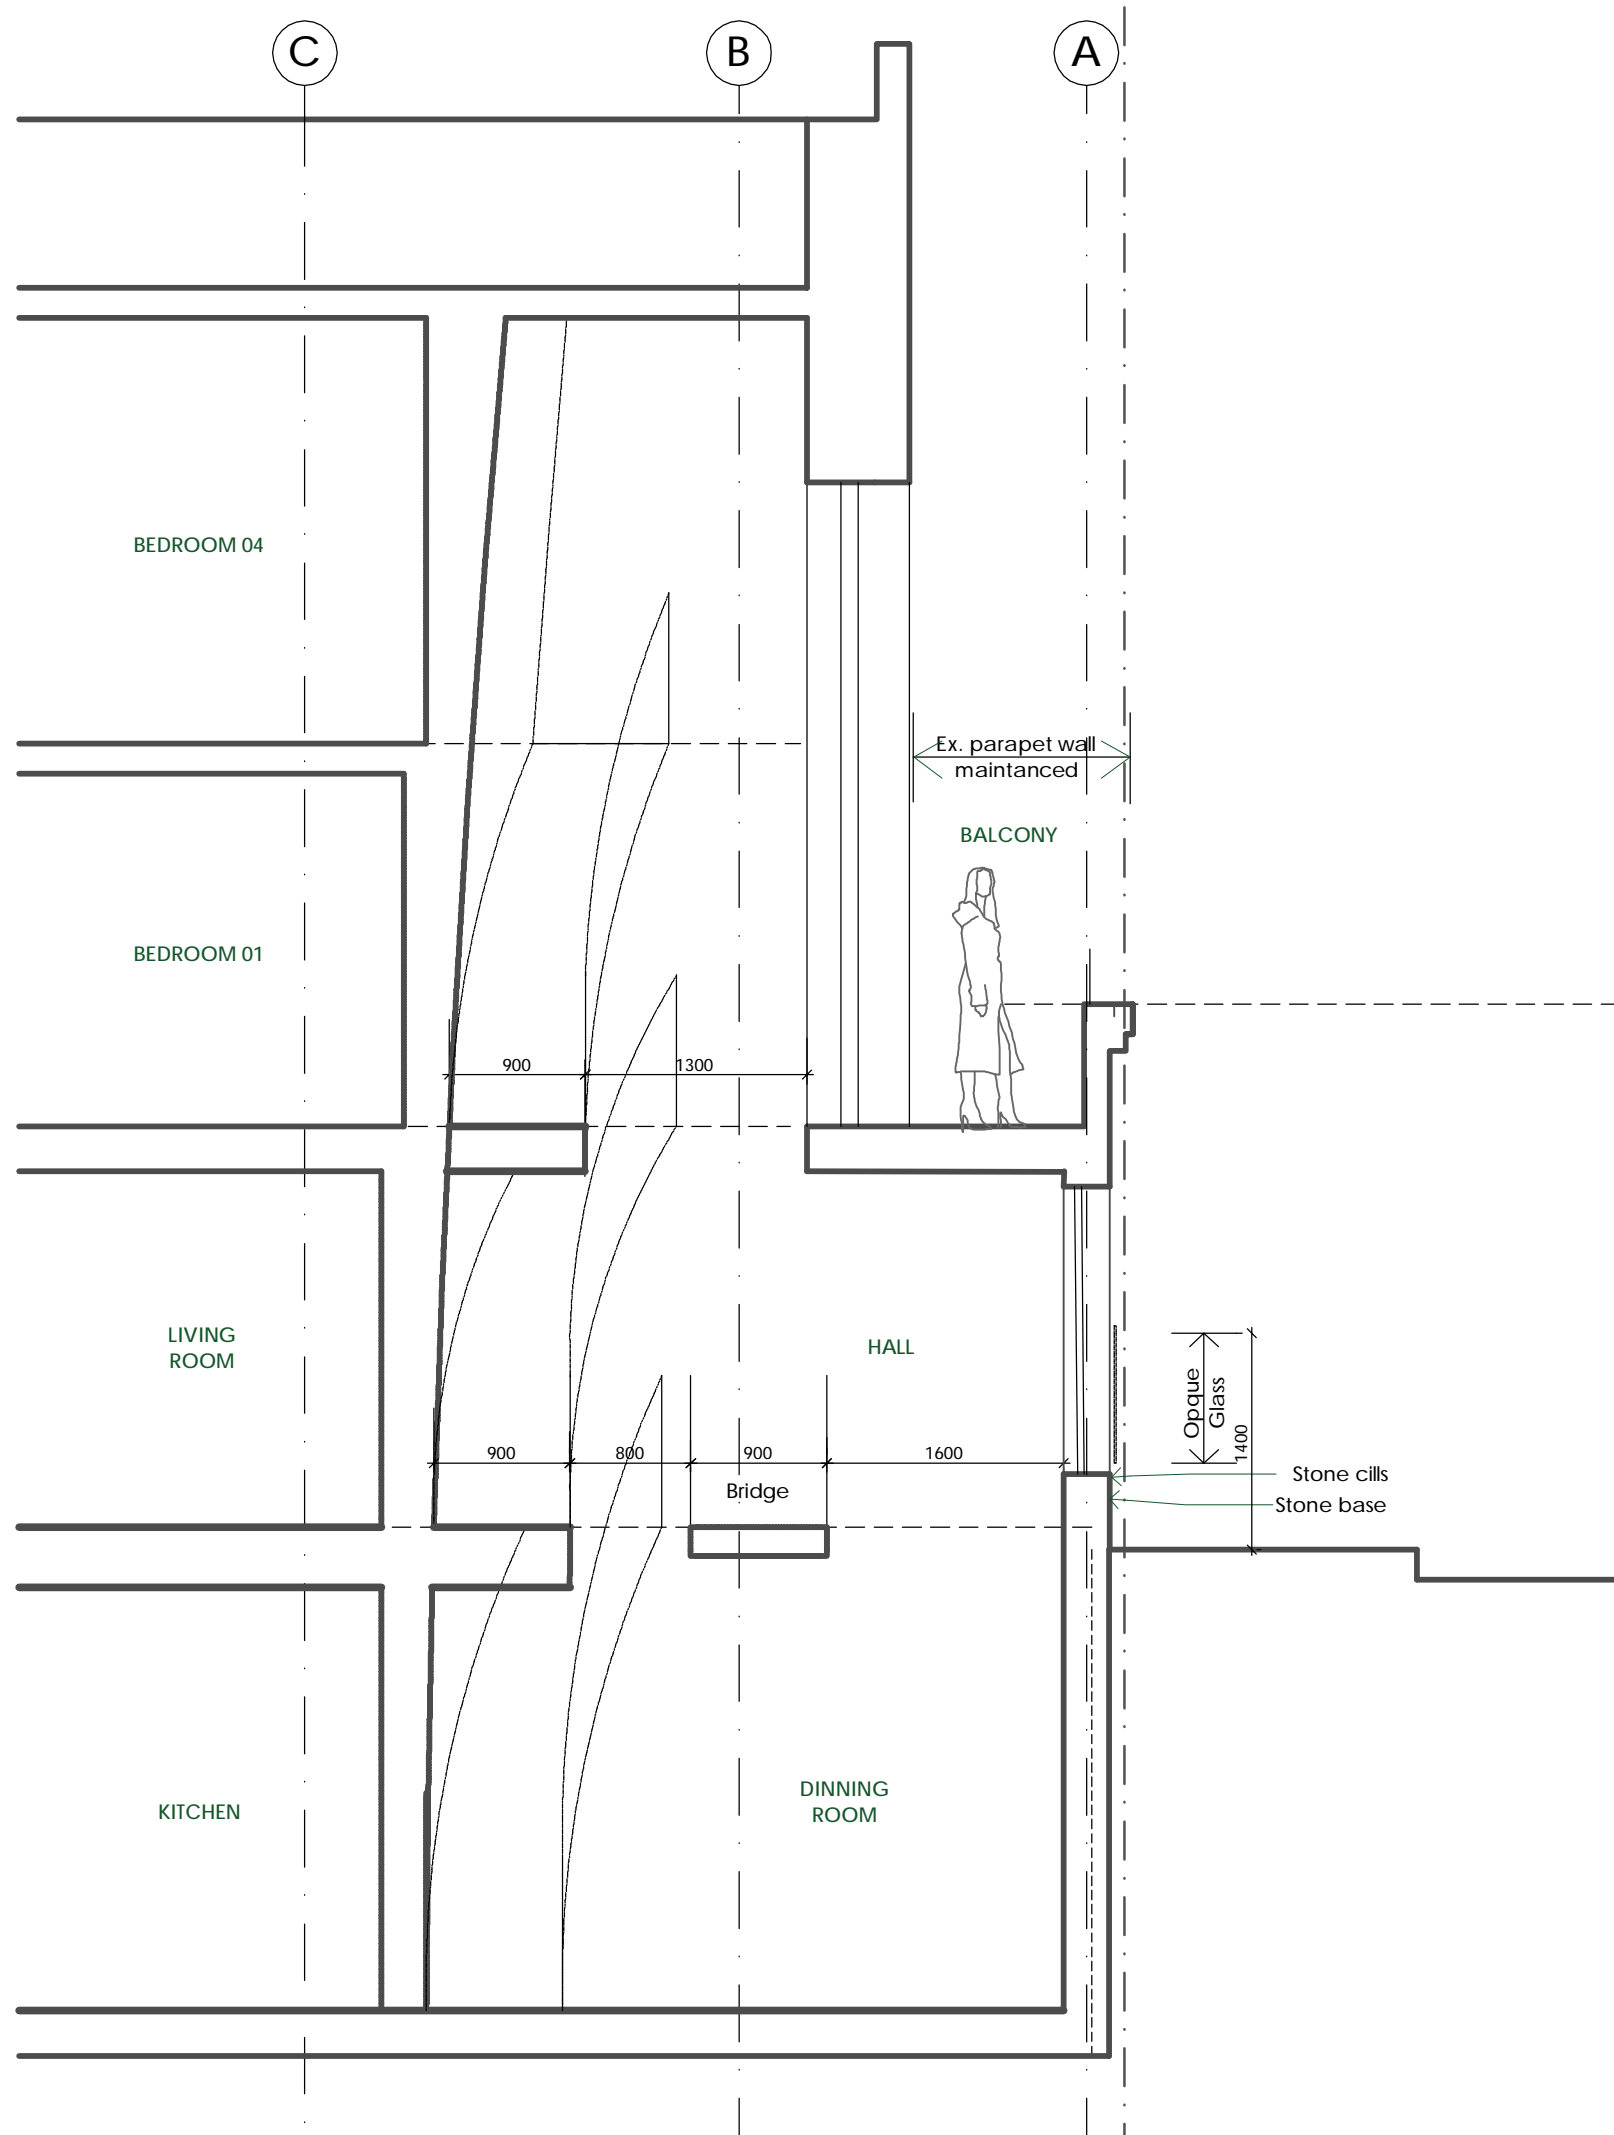 C
B
A
BEDROOM 04
Ex. parapet wall
maintanced
BALCONY
BEDROOM 01
900
1300
LIVING
ROOM
HALL
Opque
Glass
1400
900
800
900
1600
Bridge
Stone cills
Stone base
KITCHEN
DINNING
ROOM